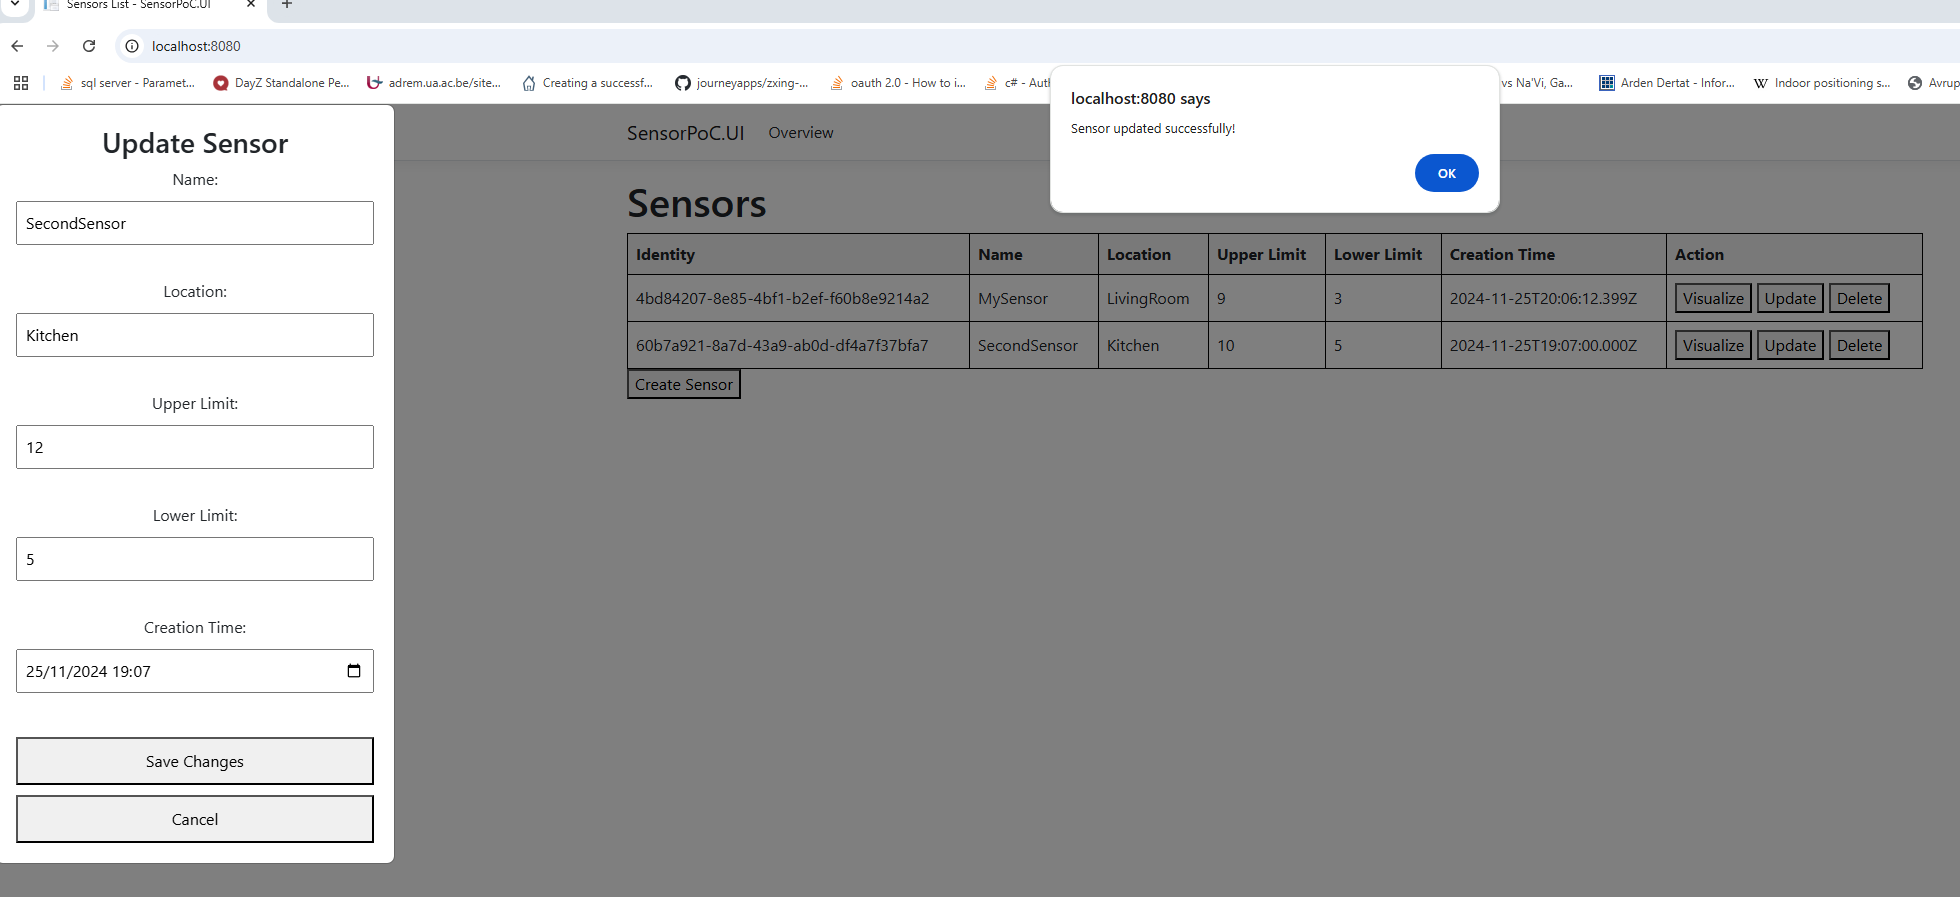 Sensors List - SensorPoC.UI
localhost:8080
sql server - Paramet...
DayZ Standalone Pe...
adrem.ua.ac.be/site...
Creating a successf...
journeyapps/zxing-...
oauth 2.0 - How to i...
c# - Aut
vs Na'Vi, Ga...
Arden Dertat - Infor...
W Indoor positioning s...
Avrup
localhost:8080 says
Sensor updated successfully!
OK
Update Sensor
Name:
SecondSensor
Location:
Kitchen
Upper Limit:
12
Lower Limit:
5
Creation Time:
25/11/2024 19:07
Save Changes
Cancel
SensorPoC.UI Overview
Sensors
Identity Name Location Upper Limit Lower Limit Creation Time Action
4bd84207-8e85-4bf1-b2ef-f60b8e9214a2 MySensor LivingRoom 9 3 2024-11-25T20:06:12.399Z Visualize Update Delete
60b7a921-8a7d-43a9-ab0d-df4a7f37bfa7 SecondSensor Kitchen 10 5 2024-11-25T19:07:00.000Z Visualize Update Delete
Create Sensor